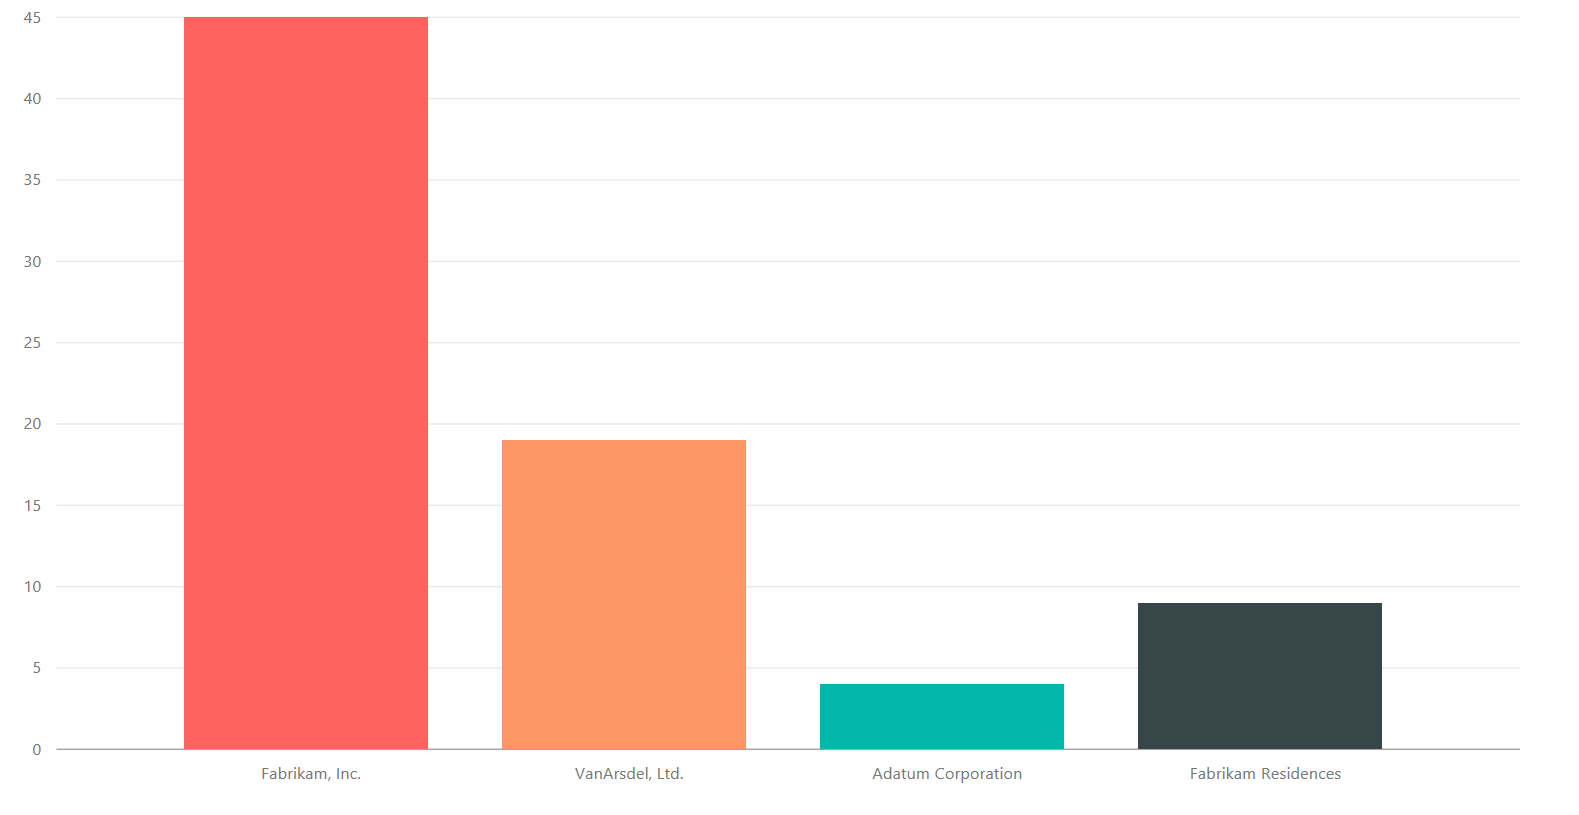 45
40
35
30
25
20
15
10
5
0
Fabrikam, Inc.
VanArsdel, Ltd.
Adatum Corporation
Fabrikam Residences